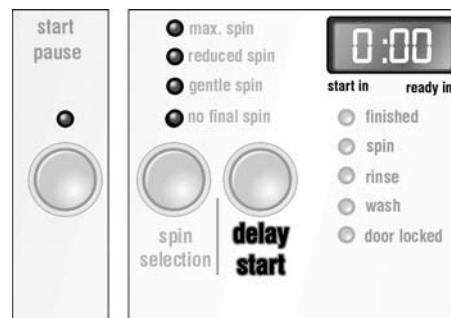 start
pause
max. spin
reduced spin
gentle spin
no final spin
spin
selection
delay
start
0:00
start in ready in
finished
spin
rinse
wash
door locked